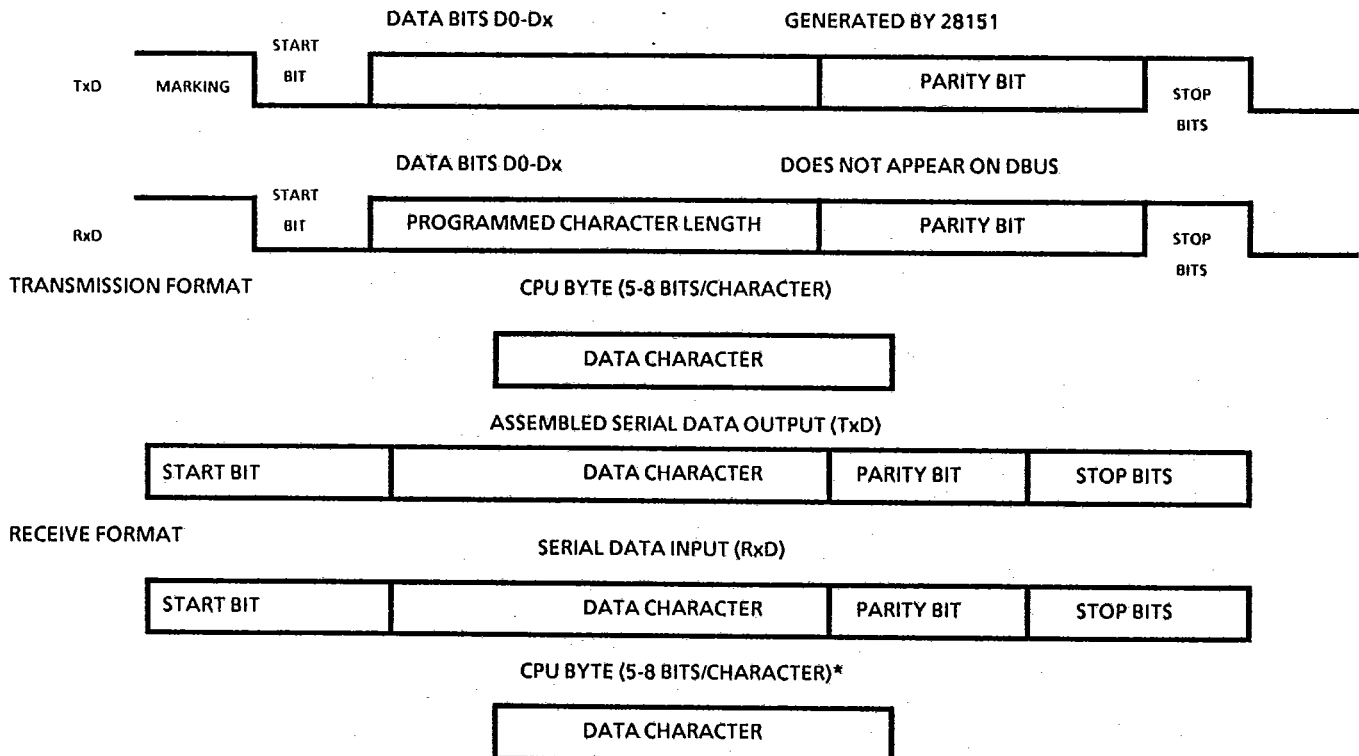 DATA BITS D0-Dx GENERATED BY 28151
START
BIT
TxD MARKING PARITY BIT
STOP
BITS
DATA BITS D0-Dx DOES NOT APPEAR ON DBUS
START
BIT
RxD PROGRAMMED CHARACTER LENGTH PARITY BIT
STOP
BITS
TRANSMISSION FORMAT CPU BYTE (5-8 BITS/CHARACTER)
DATA CHARACTER
ASSEMBLED SERIAL DATA OUTPUT (TxD)
START BIT DATA CHARACTER PARITY BIT STOP BITS
RECEIVE FORMAT
SERIAL DATA INPUT (RxD)
START BIT DATA CHARACTER PARITY BIT STOP BITS
CPU BYTE (5-8 BITS/CHARACTER)*
DATA CHARACTER